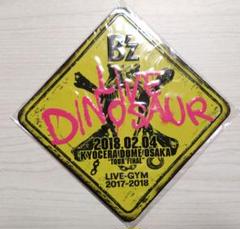 B'z
LIVE
DINOSAUR
2018.02.04
KYOCERA DOME OSAKA
"TOUR FINAL"
LIVE-GYM
2017-2018